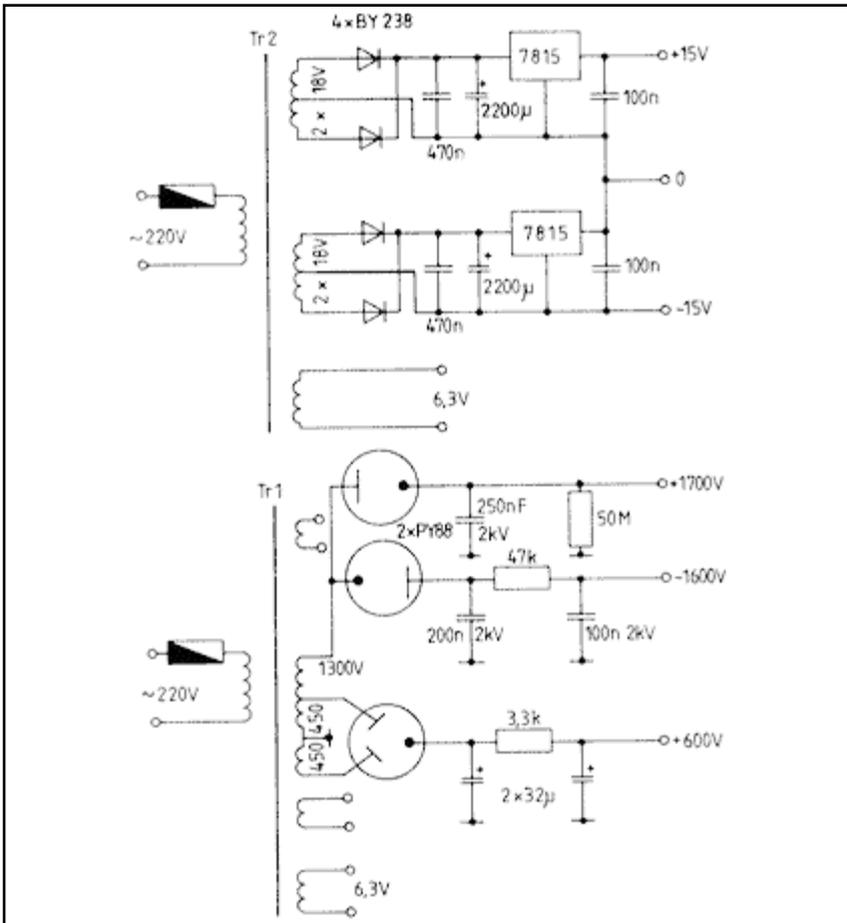 4×BY 238
Tr2
2 × 18V
7815
+15V
2200µ
100n
470n
0
~220V
2 × 18V
7815
2200µ
100n
470n
-15V
6,3V
Tr1
+1700V
250nF
2kV
50M
2×PY88
47k
-1600V
200n 2kV
100n 2kV
1300V
~220V
450
450
3,3k
+600V
2×32µ
6,3V